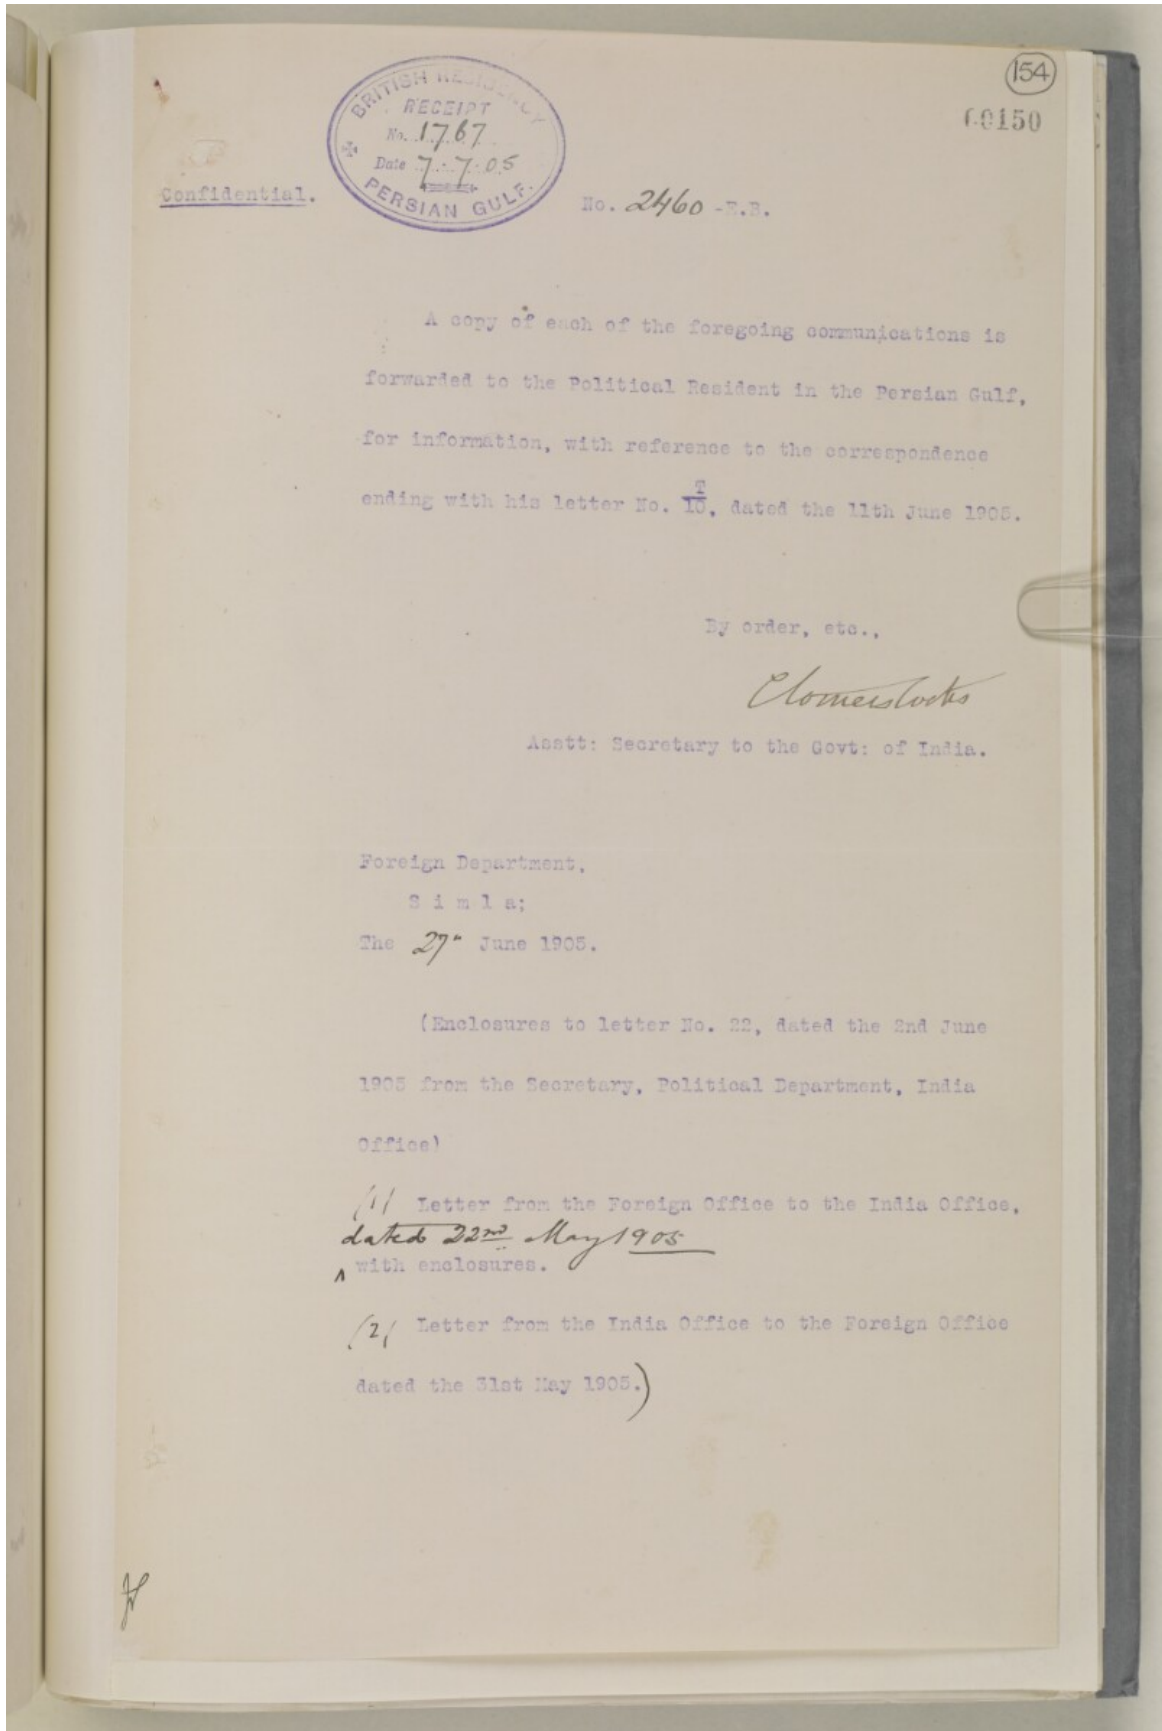 154
00150
BRITISH RESIDENCY
RECEIPT
No. 1767
Date 7.7.05
PERSIAN GULF.
Confidential.
No. 2460 -E.B.
A copy of each of the foregoing communications is
forwarded to the Political Resident in the Persian Gulf,
for information, with reference to the correspondence
ending with his letter No. T/10, dated the 11th June 1905.
By order, etc.,
Asstt: Secretary to the Govt: of India.
Foreign Department,
S i m l a;
The 27th June 1905.
(Enclosures to letter No. 22, dated the 2nd June
1905 from the Secretary, Political Department, India
Office)
(1) Letter from the Foreign Office to the India Office,
dated 22nd May 1905
with enclosures.
(2) Letter from the India Office to the Foreign Office
dated the 31st May 1905.)